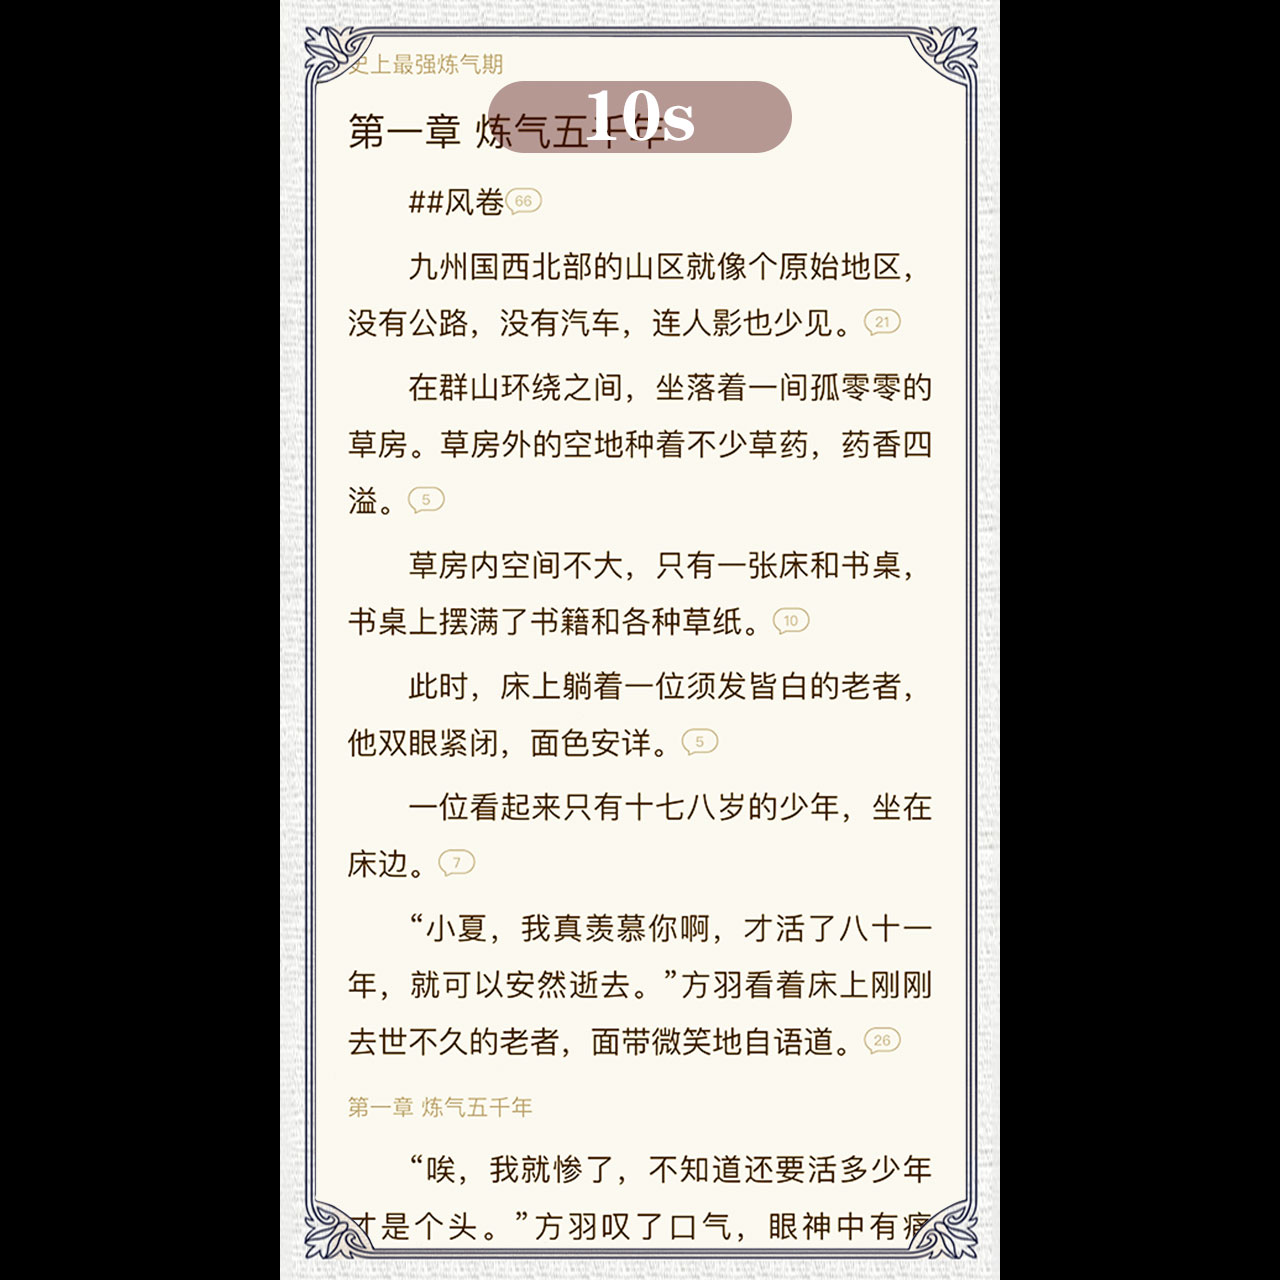 史上最强炼气期
10s
第一章 炼气五千年
##风卷 66
九州国西北部的山区就像个原始地区，
没有公路，没有汽车，连人影也少见。 21
在群山环绕之间，坐落着一间孤零零的
草房。草房外的空地种着不少草药，药香四
溢。 5
草房内空间不大，只有一张床和书桌，
书桌上摆满了书籍和各种草纸。 10
此时，床上躺着一位须发皆白的老者，
他双眼紧闭，面色安详。 5
一位看起来只有十七八岁的少年，坐在
床边。 7
“小夏，我真羡慕你啊，才活了八十一
年，就可以安然逝去。”方羽看着床上刚刚
去世不久的老者，面带微笑地自语道。 26
第一章 炼气五千年
“唉，我就惨了，不知道还要活多少年
才是个头。”方羽叹了口气，眼神中有痛